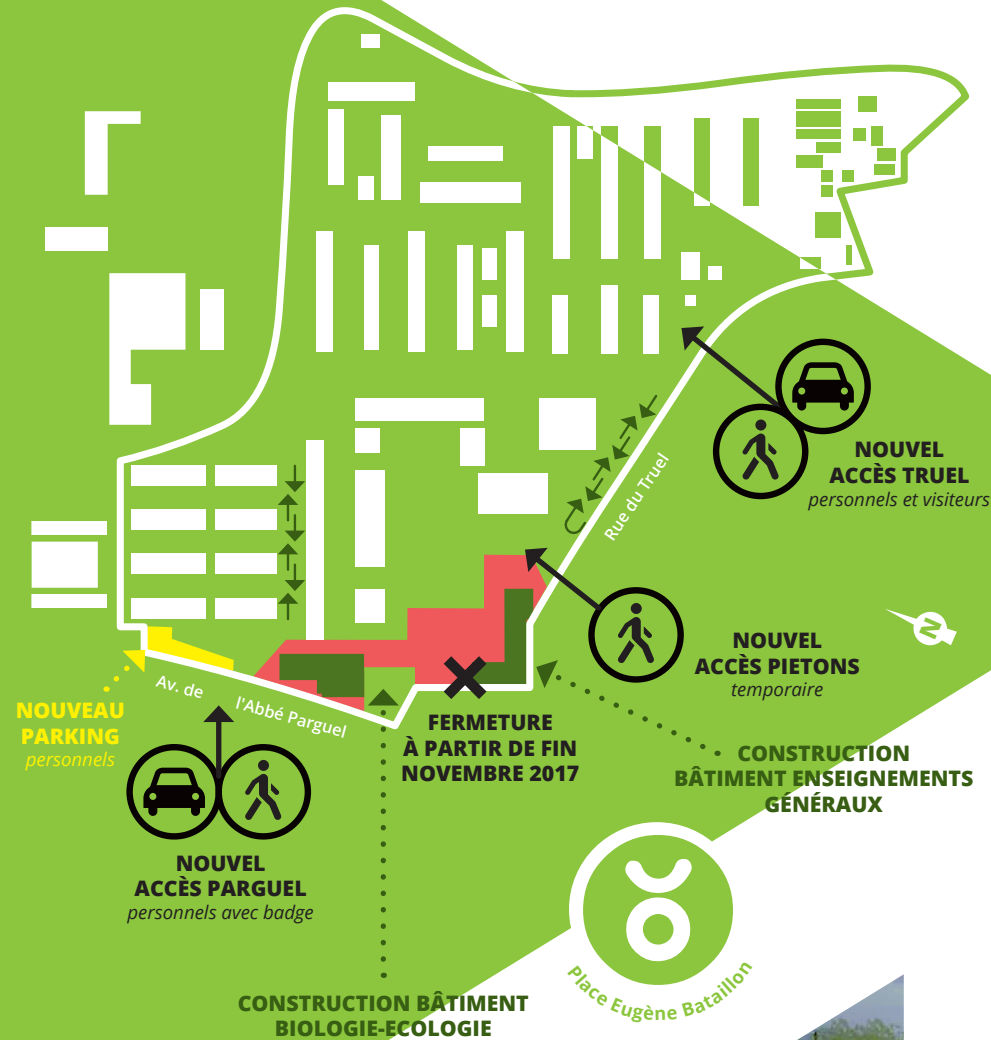 NOUVEL
ACCÈS TRUEL
personnels et visiteurs
Rue du Truel
N
NOUVEL
ACCÈS PIETONS
temporaire
Av. de l'Abbé Parguel
NOUVEAU
PARKING
personnels
FERMETURE
À PARTIR DE FIN
NOVEMBRE 2017
CONSTRUCTION
BÂTIMENT ENSEIGNEMENTS
GÉNÉRAUX
NOUVEL
ACCÈS PARGUEL
personnels avec badge
Place Eugène Bataillon
CONSTRUCTION BÂTIMENT
BIOLOGIE-ECOLOGIE